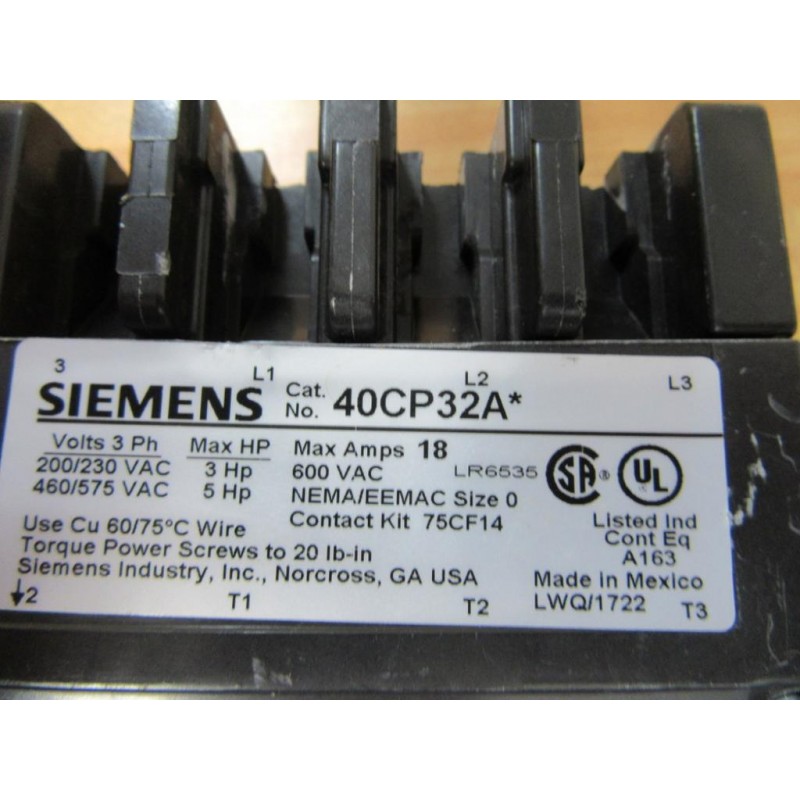 3 L1 L2 L3
SIEMENS Cat. No. 40CP32A*
Volts 3 Ph Max HP Max Amps 18
200/230 VAC 3 Hp 600 VAC LR6535 SA ® UL
460/575 VAC 5 Hp NEMA/EEMAC Size 0
Contact Kit 75CF14 Listed Ind
Use Cu 60/75°C Wire Cont Eq
Torque Power Screws to 20 lb-in A163
Siemens Industry, Inc., Norcross, GA USA Made in Mexico
↓2 T1 T2 LWQ/1722 T3